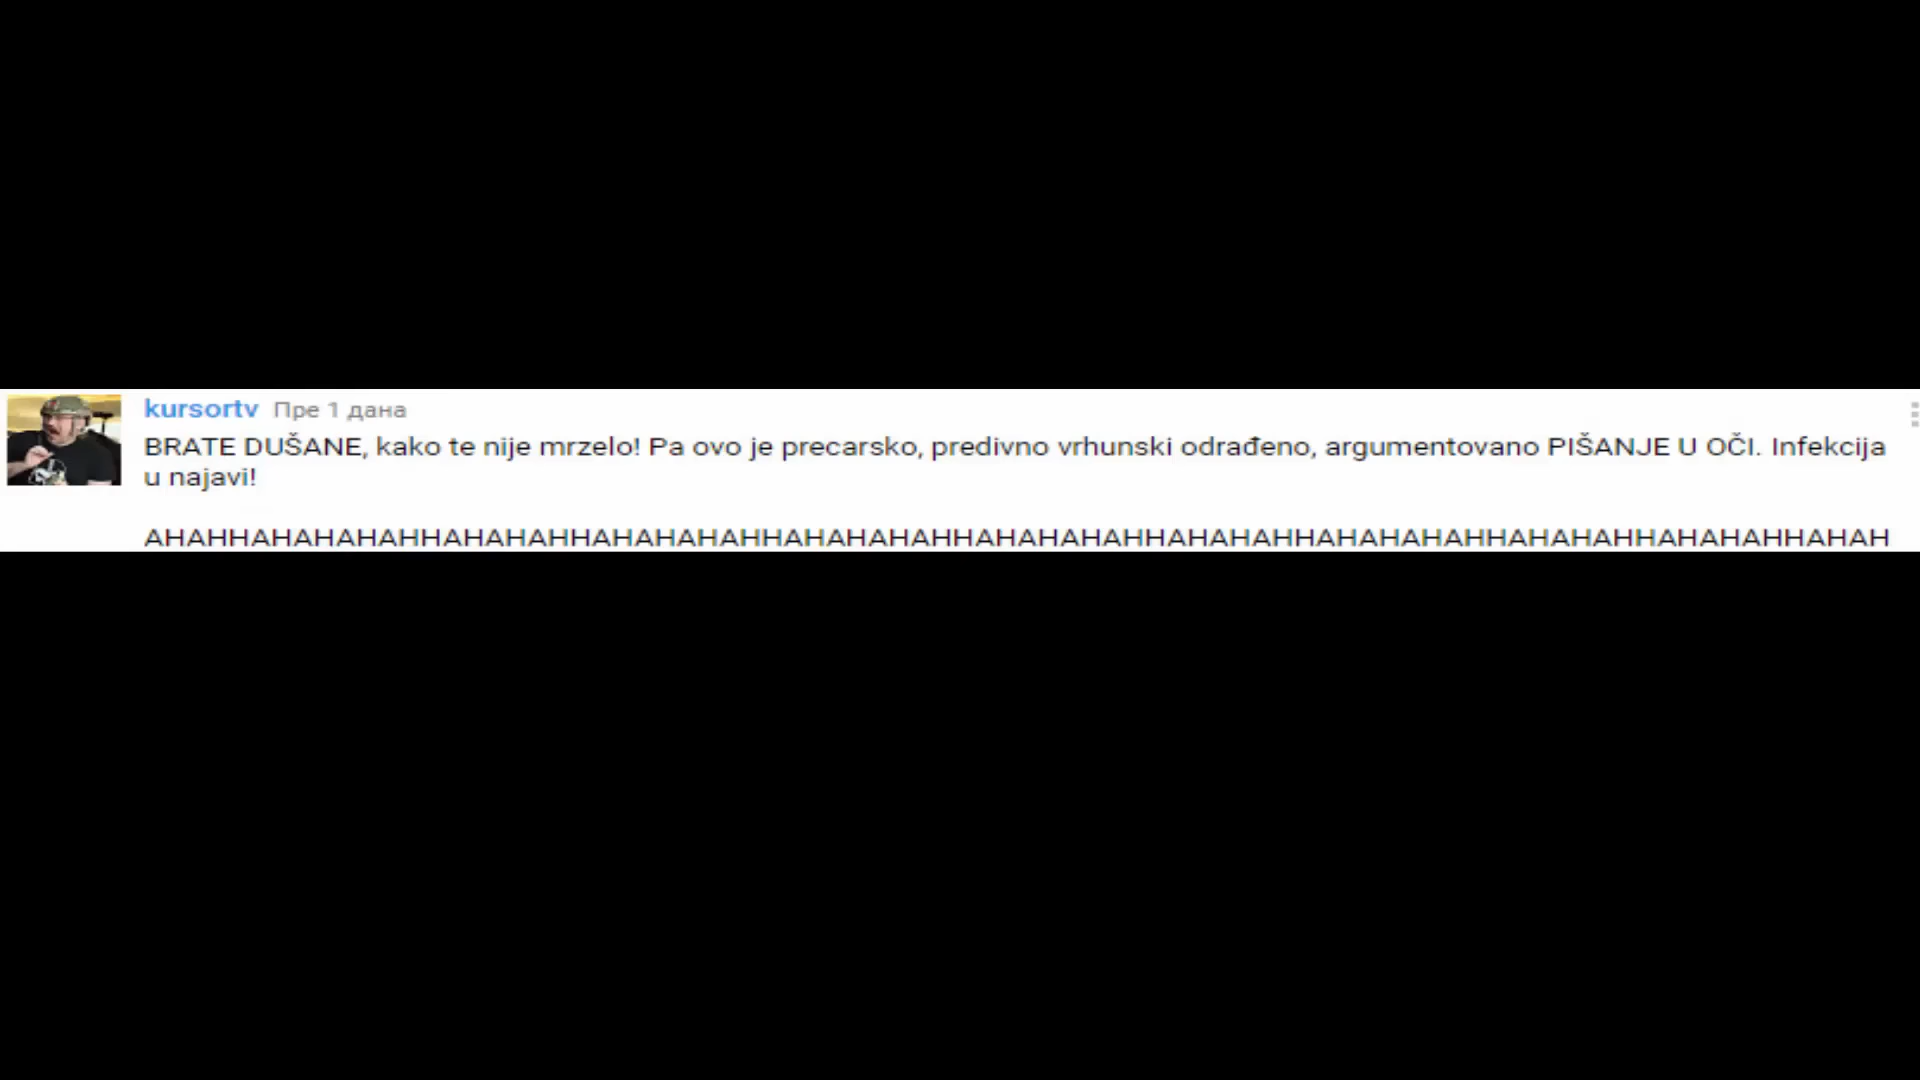 kursortv Пре 1 дана
BRATE DUŠANE, kako te nije mrzelo! Pa ovo je precarsko, predivno vrhunski odrađeno, argumentovano PIŠANJE U OČI. Infekcija
u najavi!
AHAHHAHAHAHAHHAHAHAHHAHAHAHAHHAHAHAHAHHAHAHAHAHHAHAHAHHAHAHAHAHHAHAHAHHAHAHAHHAHAH